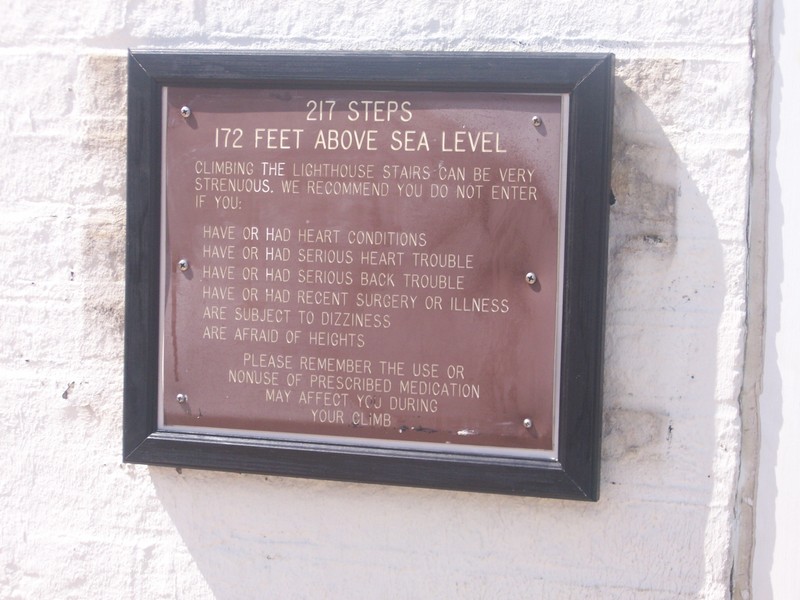 217 STEPS
172 FEET ABOVE SEA LEVEL
CLIMBING THE LIGHTHOUSE STAIRS CAN BE VERY
STRENUOUS. WE RECOMMEND YOU DO NOT ENTER
IF YOU:
HAVE OR HAD HEART CONDITIONS
HAVE OR HAD SERIOUS HEART TROUBLE
HAVE OR HAD SERIOUS BACK TROUBLE
HAVE OR HAD RECENT SURGERY OR ILLNESS
ARE SUBJECT TO DIZZINESS
ARE AFRAID OF HEIGHTS
PLEASE REMEMBER THE USE OR
NONUSE OF PRESCRIBED MEDICATION
MAY AFFECT YOU DURING
YOUR CLIMB